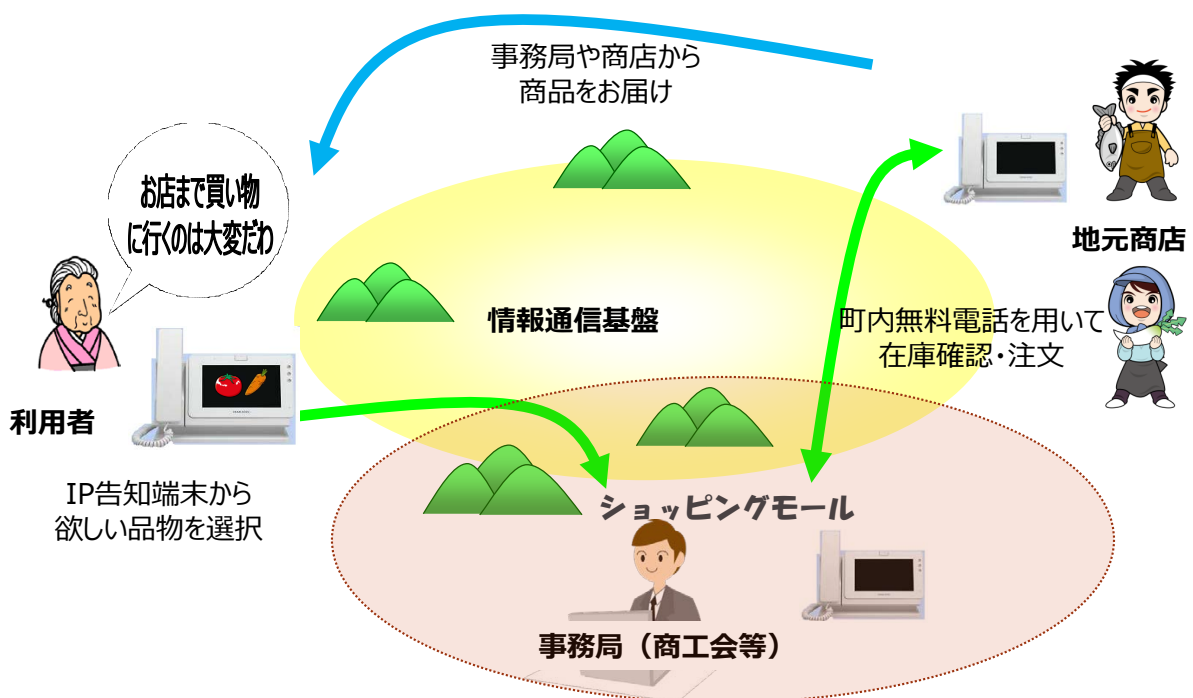 事務局や商店から
商品をお届け
お店まで買い物
に行くのは大変だわ
地元商店
情報通信基盤
町内無料電話を用いて
在庫確認・注文
利用者
IP告知端末から
欲しい品物を選択
ショッピングモール
事務局（商工会等）